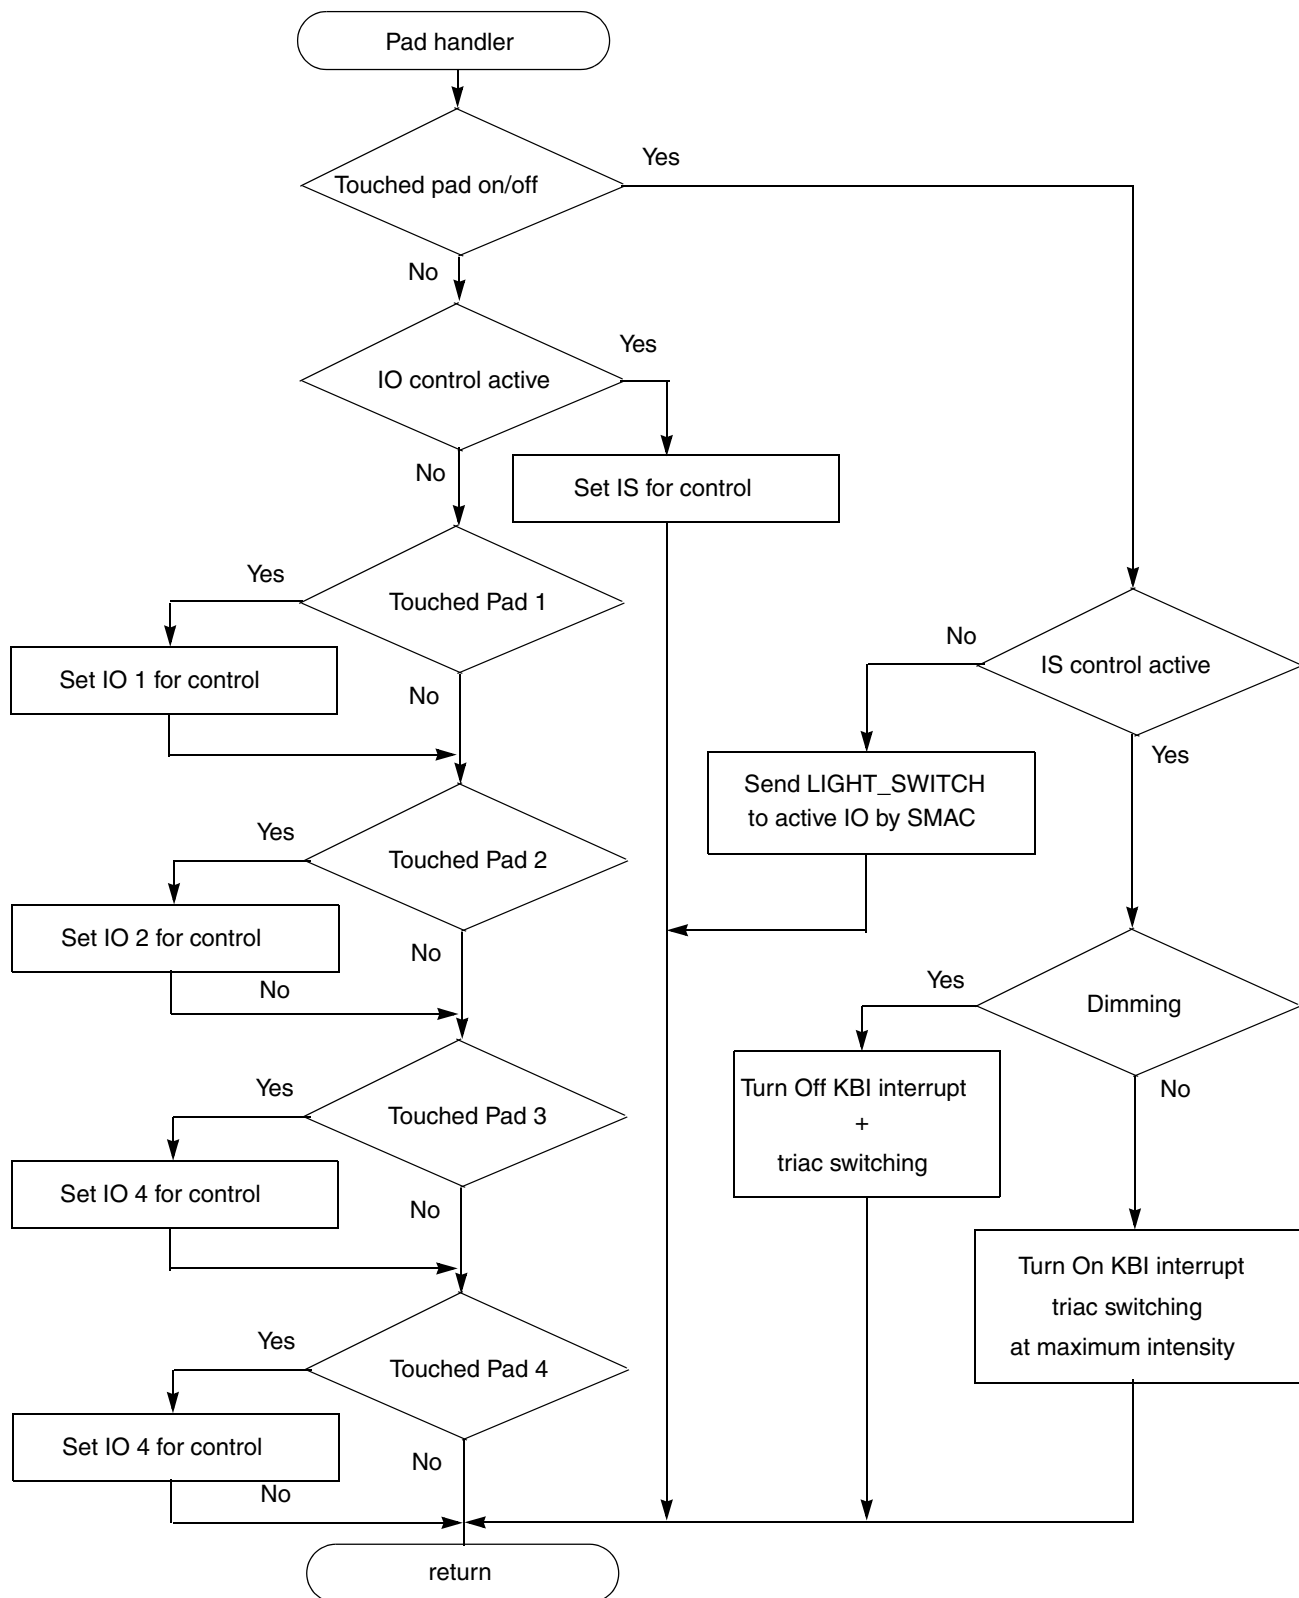 Pad handler
Touched pad on/off
Yes
No
IO control active
Yes
No
Set IS for control
Touched Pad 1
Yes
No
Set IO 1 for control
IS control active
No
Yes
Send LIGHT_SWITCH
to active IO by SMAC
Touched Pad 2
Yes
No
Set IO 2 for control
No
Dimming
Yes
No
Turn Off KBI interrupt
+
triac switching
Touched Pad 3
Yes
No
Set IO 4 for control
Turn On KBI interrupt
triac switching
at maximum intensity
Touched Pad 4
Yes
No
Set IO 4 for control
No
return